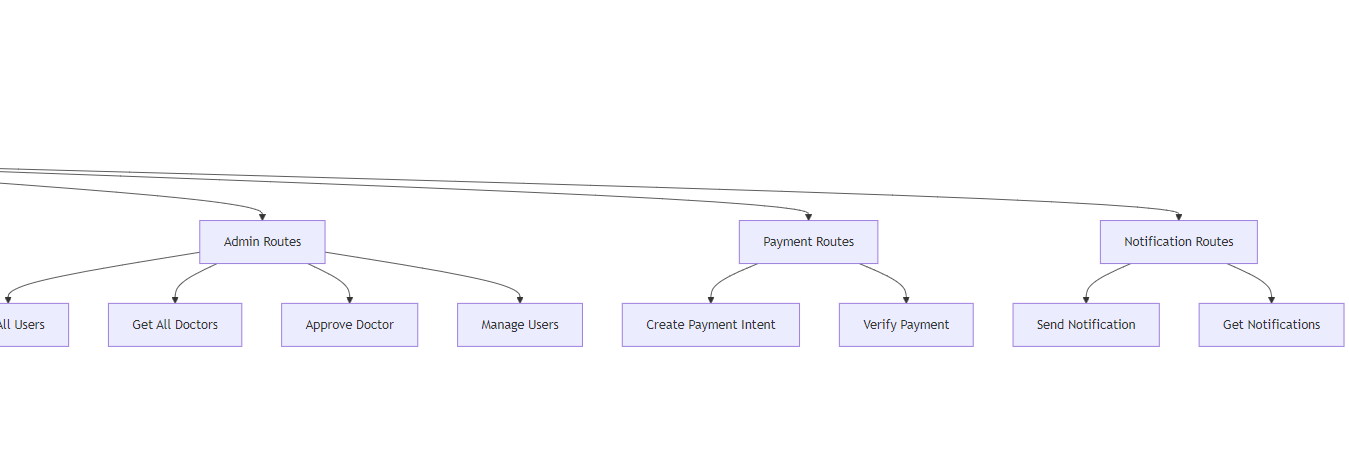 Admin Routes
Payment Routes
Notification Routes
All Users
Get All Doctors
Approve Doctor
Manage Users
Create Payment Intent
Verify Payment
Send Notification
Get Notifications